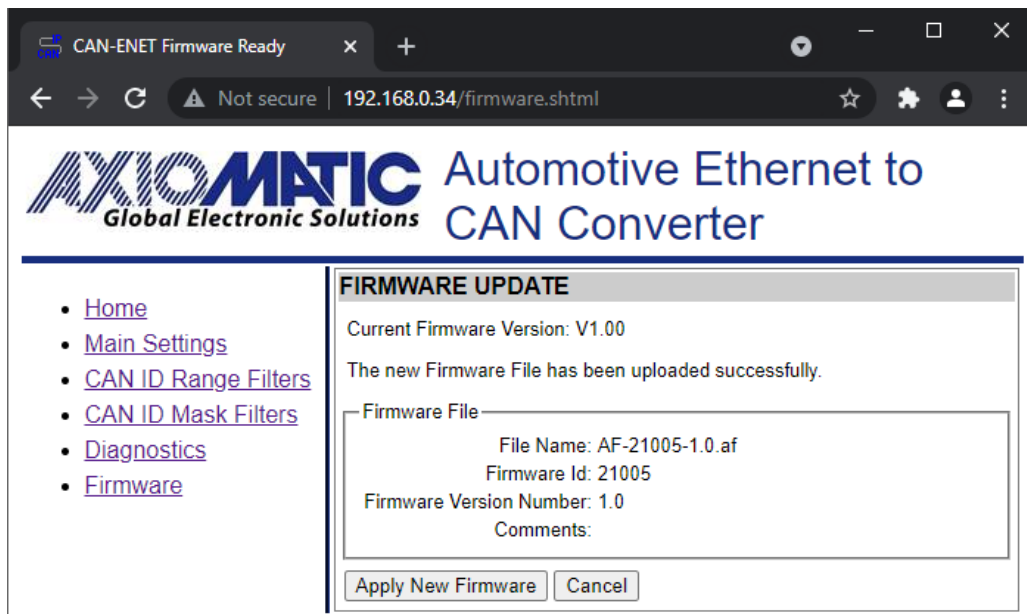 CAN-ENET Firmware Ready
Not secure | 192.168.0.34/firmware.shtml
AXIOMATIC
Global Electronic Solutions
Automotive Ethernet to
CAN Converter
Home
Main Settings
CAN ID Range Filters
CAN ID Mask Filters
Diagnostics
Firmware
FIRMWARE UPDATE
Current Firmware Version: V1.00
The new Firmware File has been uploaded successfully.
Firmware File
File Name: AF-21005-1.0.af
Firmware Id: 21005
Firmware Version Number: 1.0
Comments:
Apply New Firmware Cancel